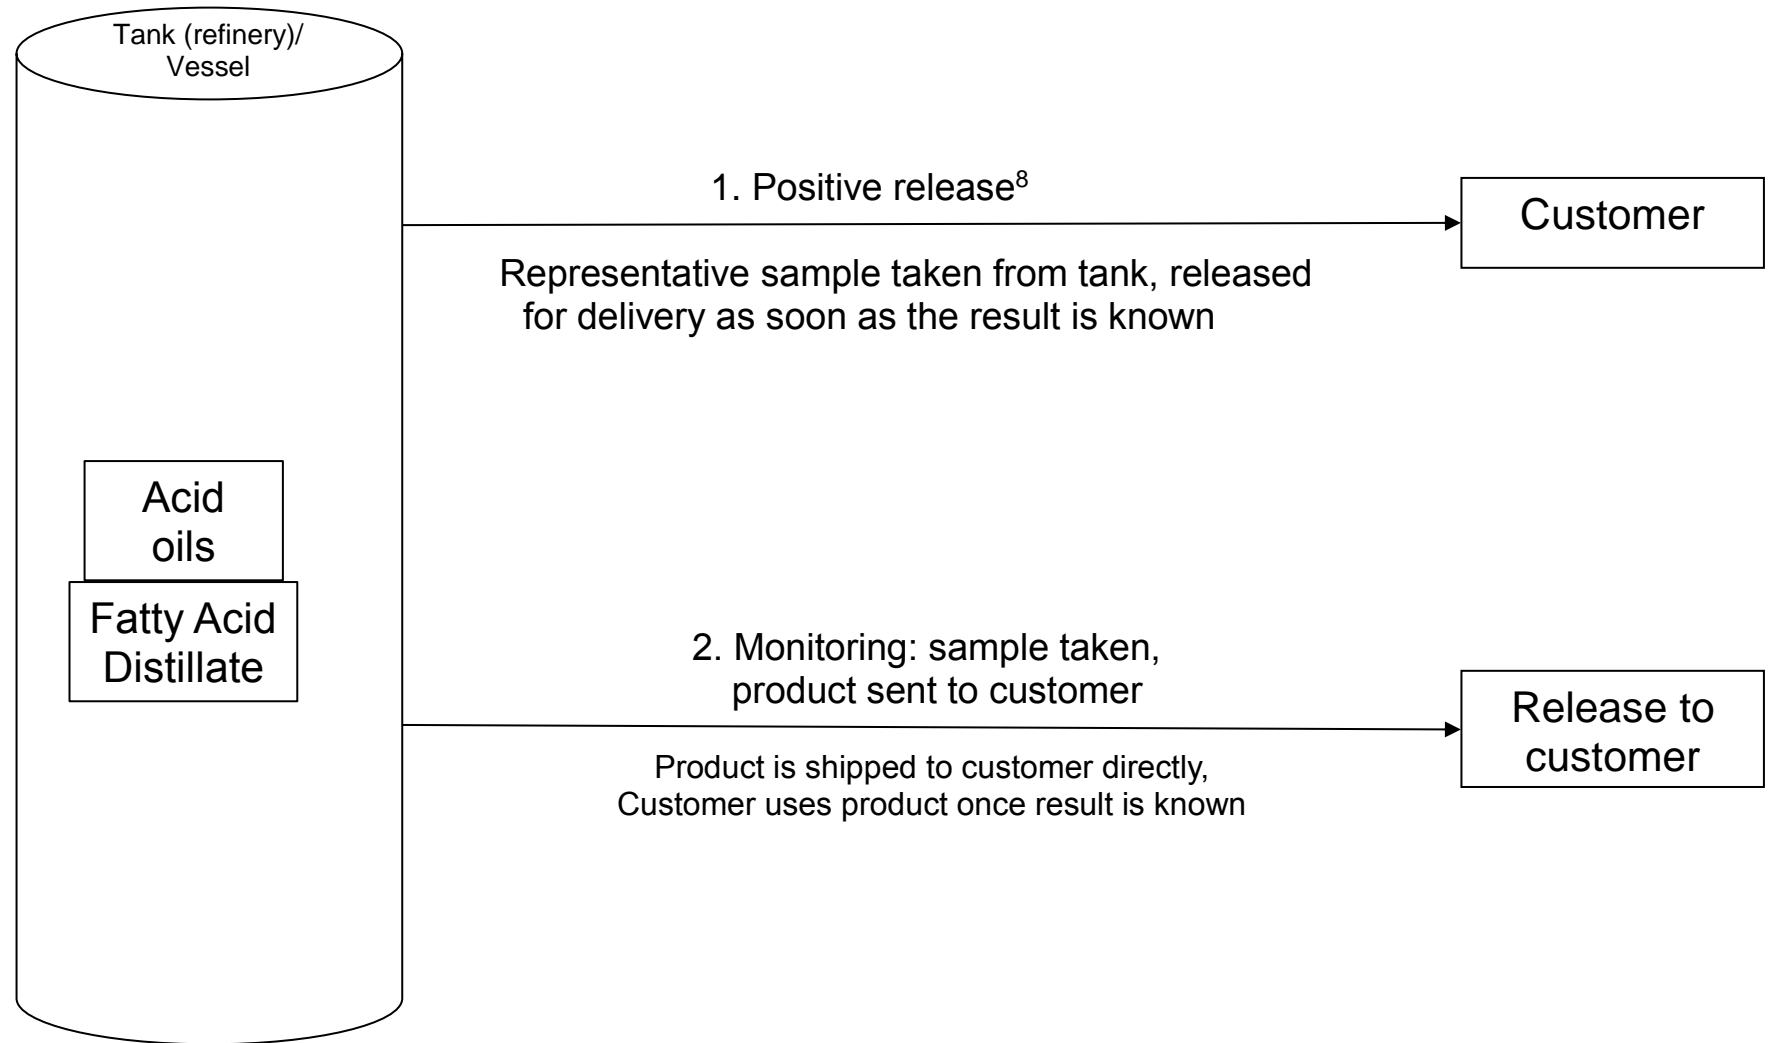 Tank (refinery)/
Vessel
1. Positive release⁸
Customer
Representative sample taken from tank, released
for delivery as soon as the result is known
Acid
oils
Fatty Acid
Distillate
2. Monitoring: sample taken,
product sent to customer
Release to
customer
Product is shipped to customer directly,
Customer uses product once result is known